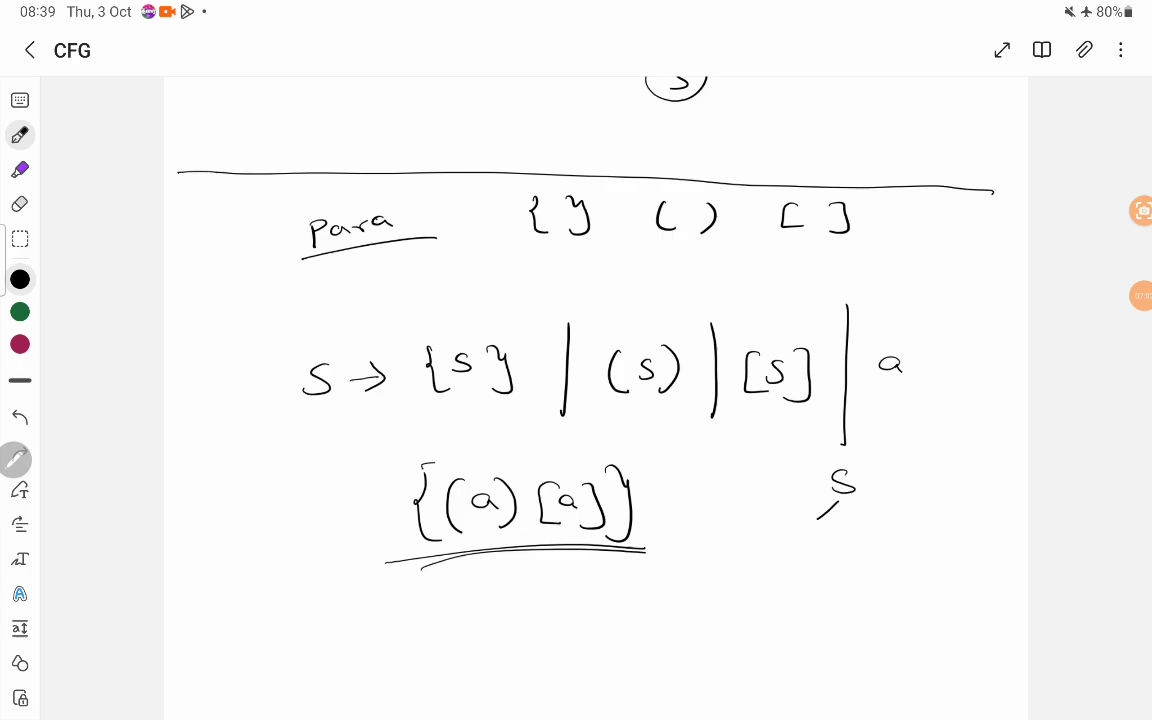 08:39 Thu, 3 Oct 80%
CFG
S
Para { } ( ) [ ]
S → {S} | (S) | [S] | a
{(a)[a]}
S